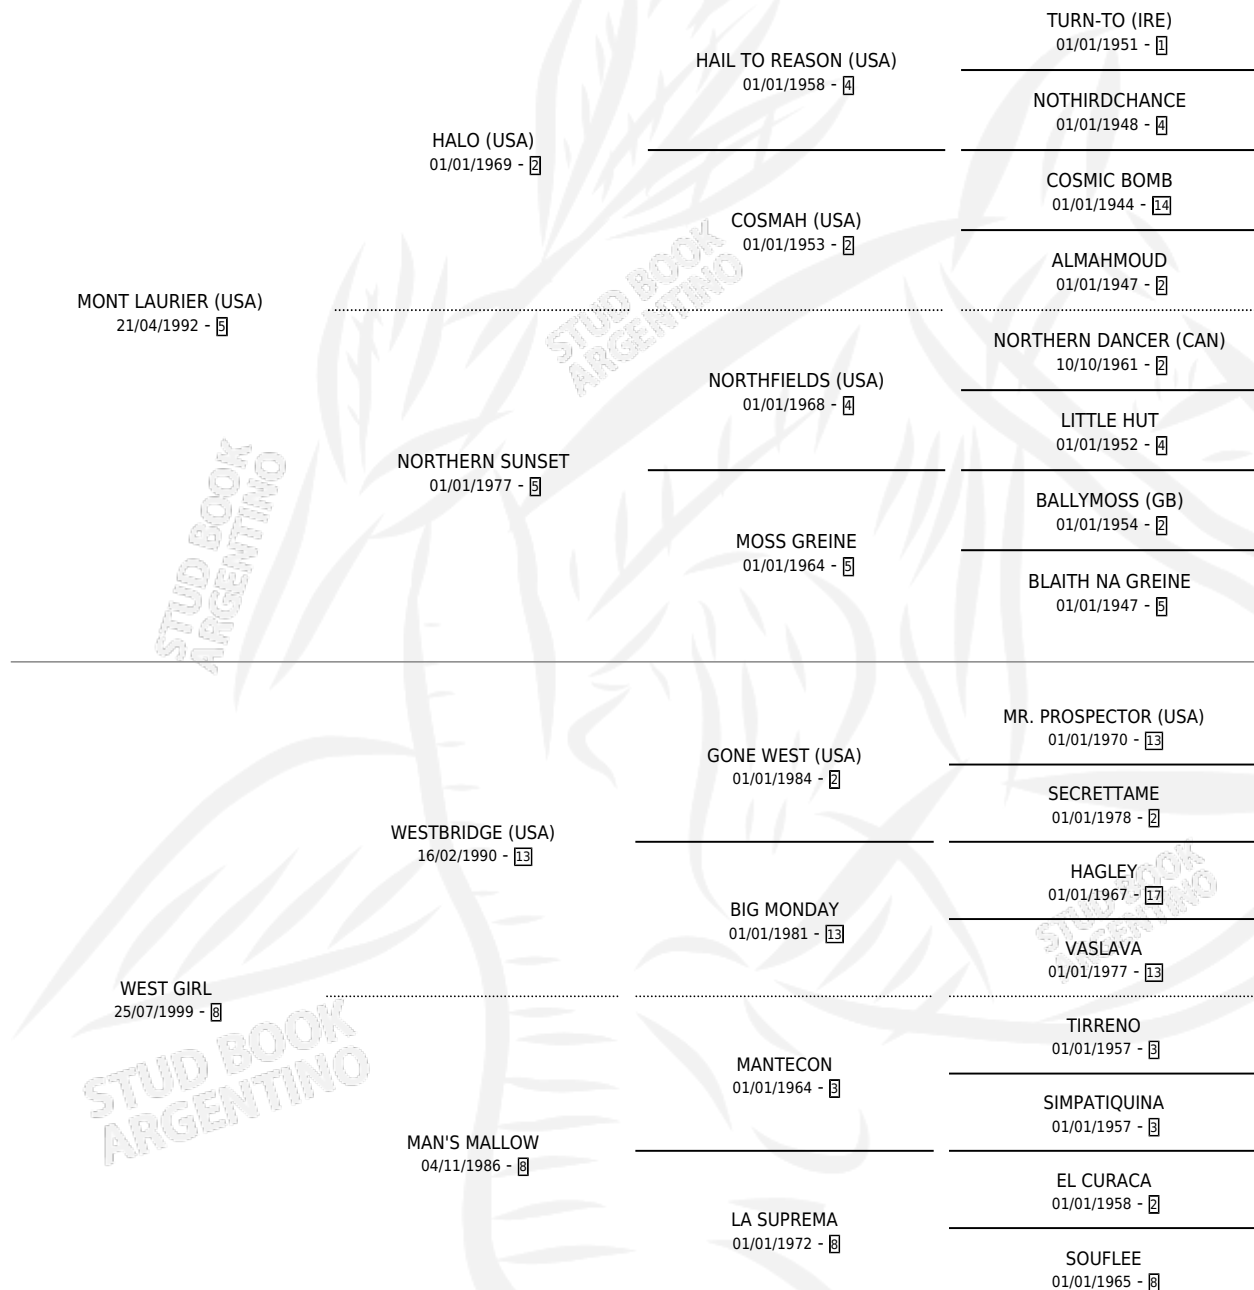 TURN-TO (IRE)
01/01/1951 - 1
HAIL TO REASON (USA)
01/01/1958 - 4
NOTHIRDCHANCE
01/01/1948 - 4
HALO (USA)
01/01/1969 - 2
COSMIC BOMB
01/01/1944 - 14
COSMAH (USA)
01/01/1953 - 2
ALMAHMOUD
01/01/1947 - 2
MONT LAURIER (USA)
21/04/1992 - 5
NORTHERN DANCER (CAN)
10/10/1961 - 2
NORTHFIELDS (USA)
01/01/1968 - 4
LITTLE HUT
01/01/1952 - 4
NORTHERN SUNSET
01/01/1977 - 5
BALLYMOSS (GB)
01/01/1954 - 2
MOSS GREINE
01/01/1964 - 5
BLAITH NA GREINE
01/01/1947 - 5
MR. PROSPECTOR (USA)
01/01/1970 - 13
GONE WEST (USA)
01/01/1984 - 2
SECRETTAME
01/01/1978 - 2
WESTBRIDGE (USA)
16/02/1990 - 13
HAGLEY
01/01/1967 - 17
BIG MONDAY
01/01/1981 - 13
VASLAVA
01/01/1977 - 13
WEST GIRL
25/07/1999 - 8
TIRRENO
01/01/1957 - 3
MANTECON
01/01/1964 - 3
SIMPATIQUINA
01/01/1957 - 3
MAN'S MALLOW
04/11/1986 - 8
EL CURACA
01/01/1958 - 2
LA SUPREMA
01/01/1972 - 8
SOUFLEE
01/01/1965 - 8
STUD BOOK
ARGENTINO
STUD BOOK
ARGENTINO
STUD BOOK
ARGENTINO
STUD BOOK
ARGENTINO